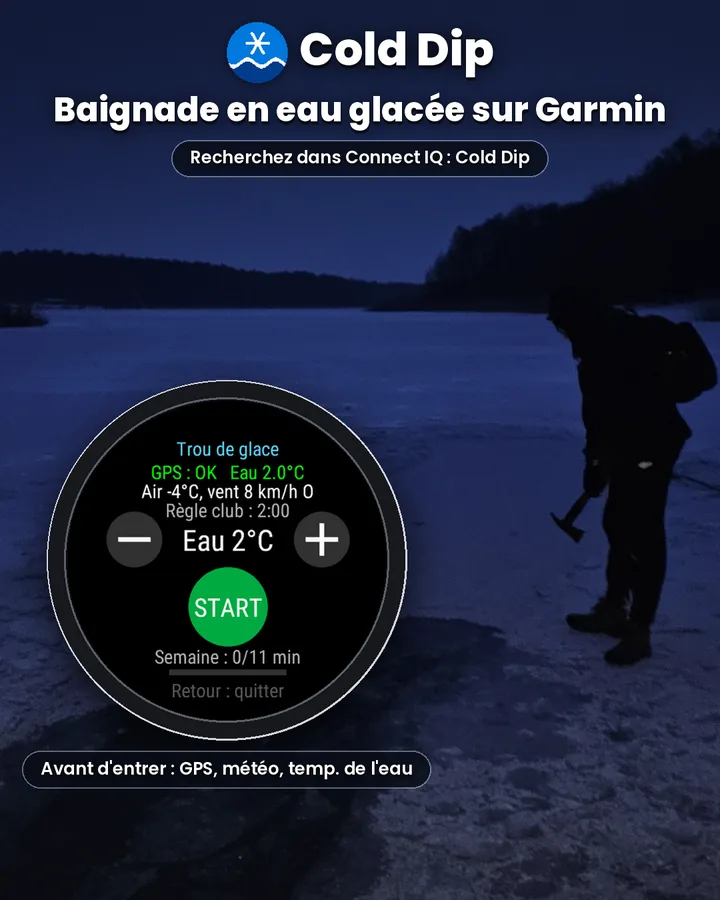 Cold Dip
Baignade en eau glacée sur Garmin
Recherchez dans Connect IQ : Cold Dip
Trou de glace
GPS : OK Eau 2.0°C
Air -4°C, vent 8 km/h O
Règle club : 2:00
− Eau 2°C +
START
Semaine : 0/11 min
Retour : quitter
Avant d'entrer : GPS, météo, temp. de l'eau